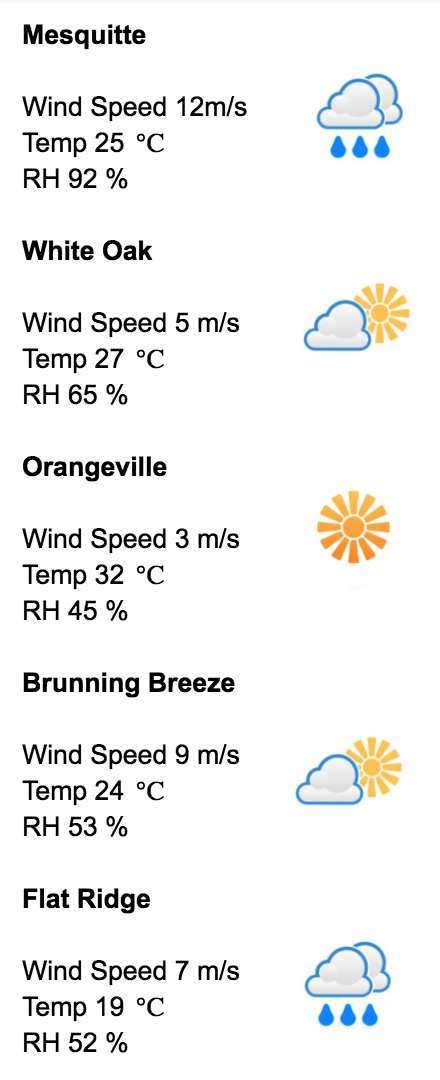 Mesquitte
Wind Speed 12m/s
Temp 25 °C
RH 92 %
White Oak
Wind Speed 5 m/s
Temp 27 °C
RH 65 %
Orangeville
Wind Speed 3 m/s
Temp 32 °C
RH 45 %
Brunning Breeze
Wind Speed 9 m/s
Temp 24 °C
RH 53 %
Flat Ridge
Wind Speed 7 m/s
Temp 19 °C
RH 52 %